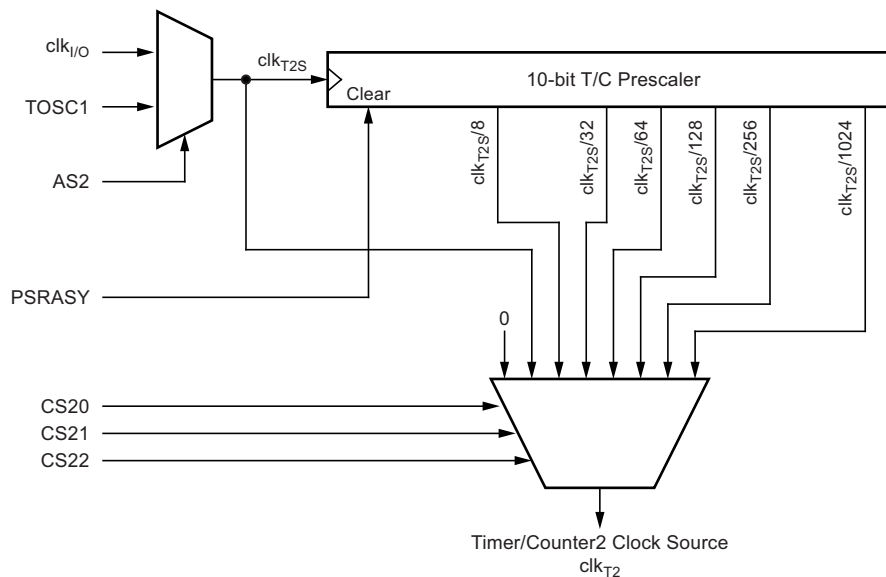 clkI/O
clkT2S
10-bit T/C Prescaler
TOSC1
Clear
clkT2S/8
clkT2S/32
clkT2S/64
clkT2S/128
clkT2S/256
clkT2S/1024
AS2
PSRASY
0
CS20
CS21
CS22
Timer/Counter2 Clock Source
clkT2